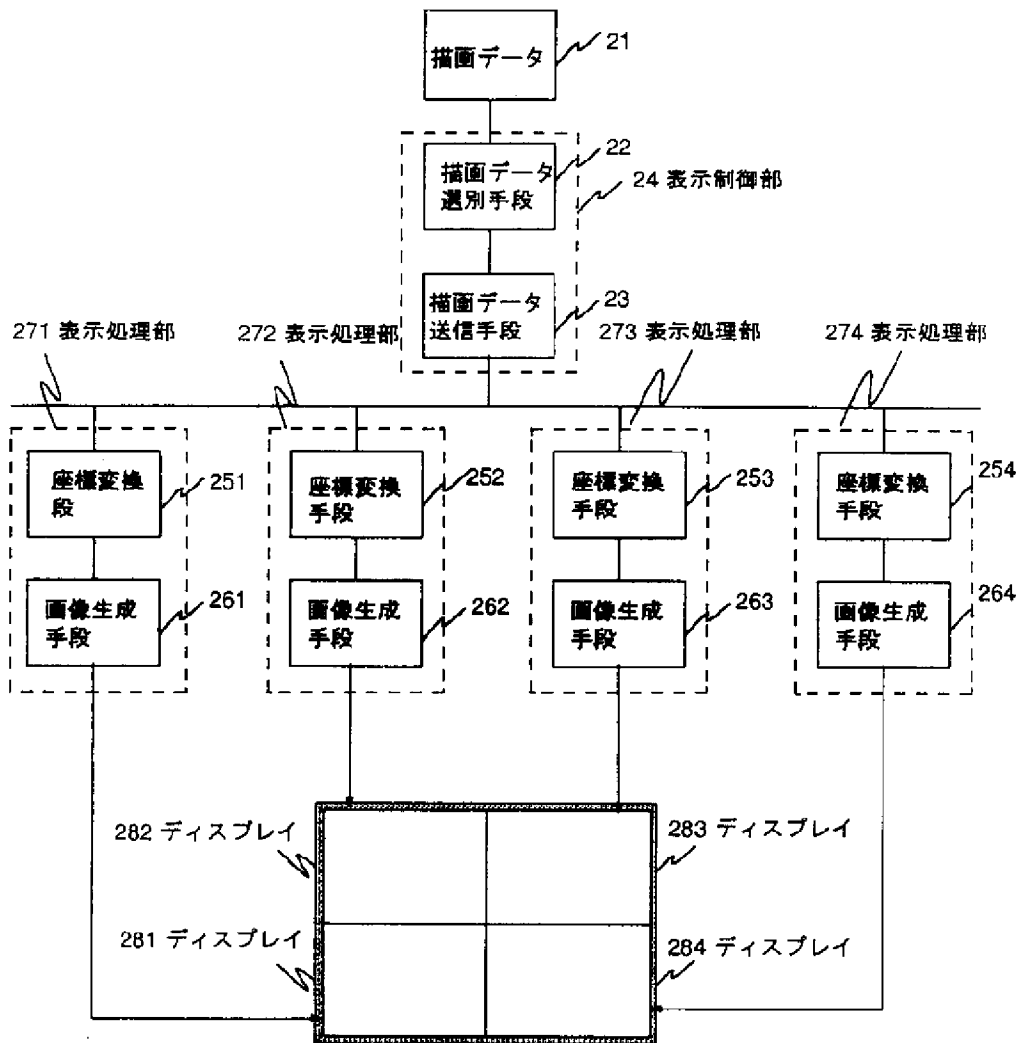 描画データ
21
描画データ
選別手段
22
24 表示制御部
描画データ
送信手段
23
271 表示処理部
272 表示処理部
273 表示処理部
274 表示処理部
座標変換
段
251
座標変換
手段
252
座標変換
手段
253
座標変換
手段
254
画像生成
手段
261
画像生成
手段
262
画像生成
手段
263
画像生成
手段
264
282 ディスプレイ
283 ディスプレイ
281 ディスプレイ
284 ディスプレイ